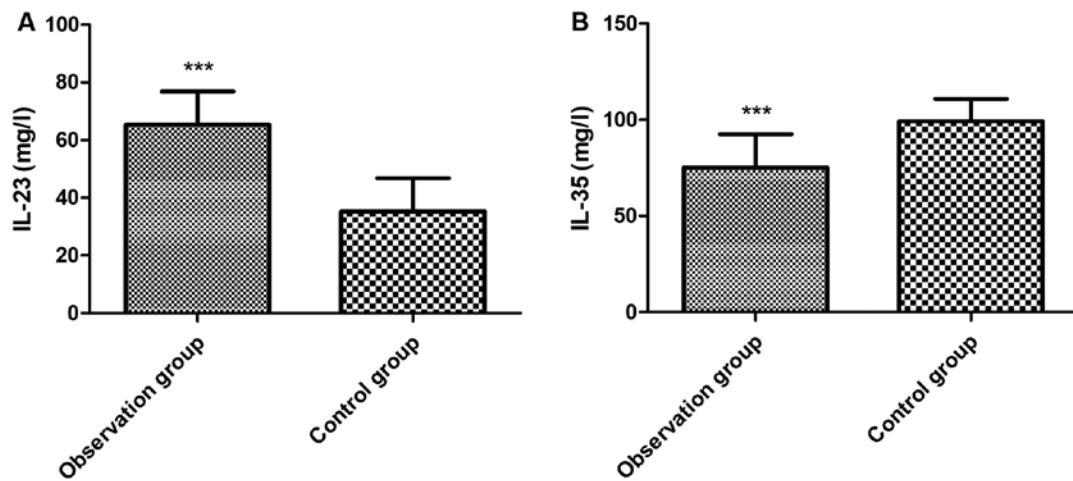 A
IL-23 (mg/l)
100
80
60
40
20
0
***
Observation group
Control group
B
IL-35 (mg/l)
150
100
50
0
***
Observation group
Control group